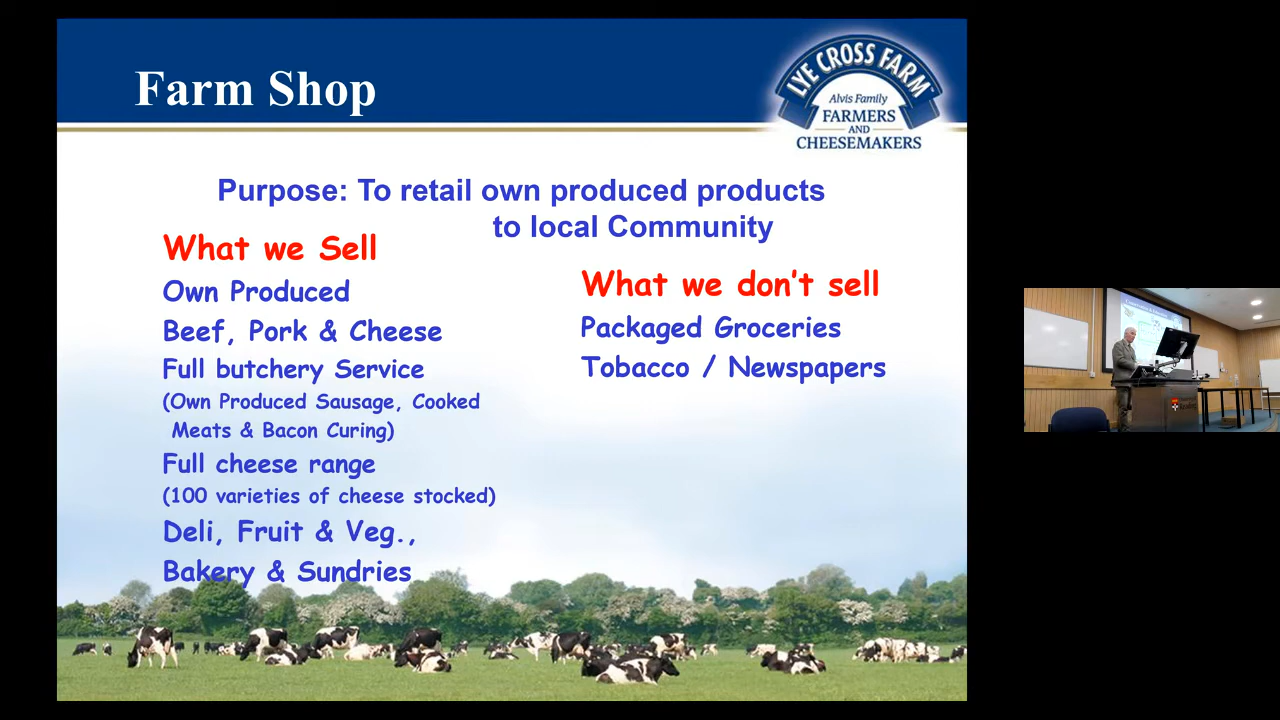 Farm Shop
LYE CROSS FARM
Alvis Family
FARMERS
AND
CHEESEMAKERS
Purpose: To retail own produced products
to local Community
What we Sell
Own Produced
Beef, Pork & Cheese
Full butchery Service
(Own Produced Sausage, Cooked
Meats & Bacon Curing)
Full cheese range
(100 varieties of cheese stocked)
Deli, Fruit & Veg.,
Bakery & Sundries
What we don't sell
Packaged Groceries
Tobacco / Newspapers